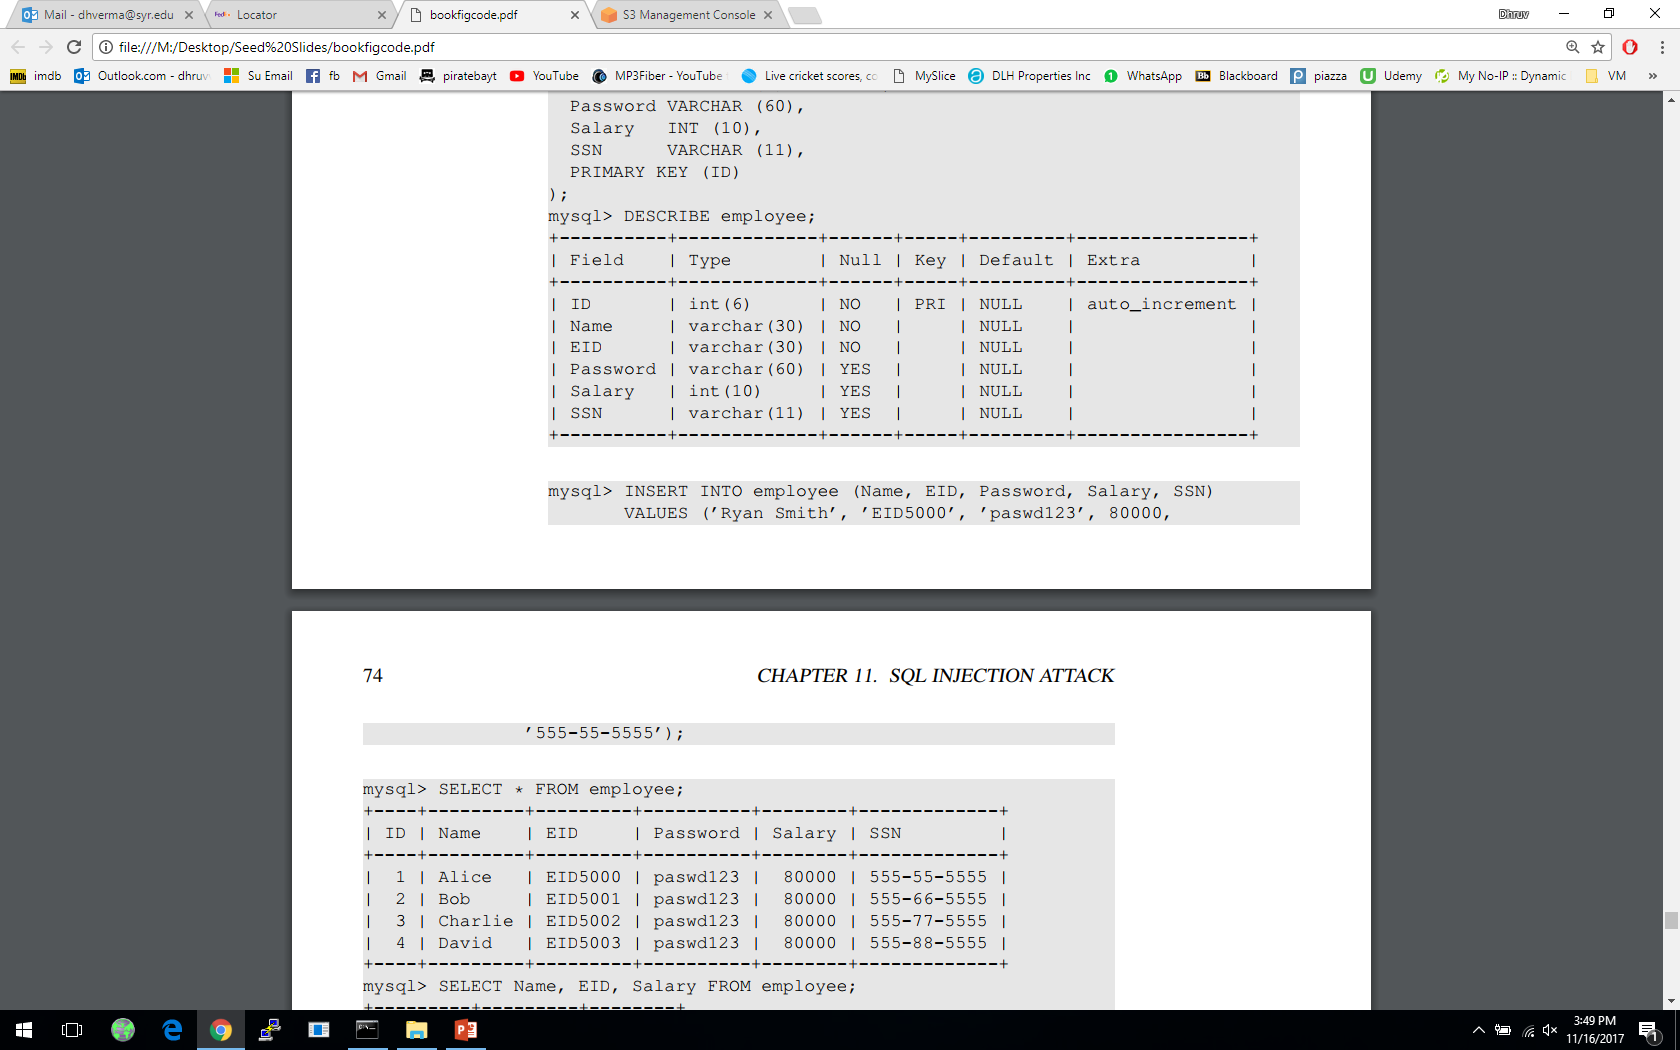 Mail - dhverma@syr.edu
Locator
bookfigcode.pdf
S3 Management Console
Dhruv
file:///M:/Desktop/Seed%20Slides/bookfigcode.pdf
imdb
Outlook.com - dhruv
Su Email
fb
Gmail
piratebayt
YouTube
MP3Fiber - YouTube
Live cricket scores, co
MySlice
DLH Properties Inc
WhatsApp
Blackboard
piazza
Udemy
My No-IP :: Dynamic
VM
»
Password VARCHAR (60),
Salary   INT (10),
SSN      VARCHAR (11),
PRIMARY KEY (ID)
);
mysql> DESCRIBE employee;
+----------+-------------+------+-----+---------+----------------+
| Field    | Type        | Null | Key | Default | Extra          |
+----------+-------------+------+-----+---------+----------------+
| ID       | int(6)      | NO   | PRI | NULL    | auto_increment |
| Name     | varchar(30) | NO   |     | NULL    |                |
| EID      | varchar(30) | NO   |     | NULL    |                |
| Password | varchar(60) | YES  |     | NULL    |                |
| Salary   | int(10)     | YES  |     | NULL    |                |
| SSN      | varchar(11) | YES  |     | NULL    |                |
+----------+-------------+------+-----+---------+----------------+
mysql> INSERT INTO employee (Name, EID, Password, Salary, SSN)
VALUES (’Ryan Smith’, ’EID5000’, ’paswd123’, 80000,
74 CHAPTER 11. SQL INJECTION ATTACK
’555-55-5555’);
mysql> SELECT * FROM employee;
+----+---------+---------+----------+--------+-------------+
| ID | Name    | EID     | Password | Salary | SSN         |
+----+---------+---------+----------+--------+-------------+
|  1 | Alice   | EID5000 | paswd123 |  80000 | 555-55-5555 |
|  2 | Bob     | EID5001 | paswd123 |  80000 | 555-66-5555 |
|  3 | Charlie | EID5002 | paswd123 |  80000 | 555-77-5555 |
|  4 | David   | EID5003 | paswd123 |  80000 | 555-88-5555 |
+----+---------+---------+----------+--------+-------------+
mysql> SELECT Name, EID, Salary FROM employee;
+---------+---------+--------+
3:49 PM
11/16/2017
1